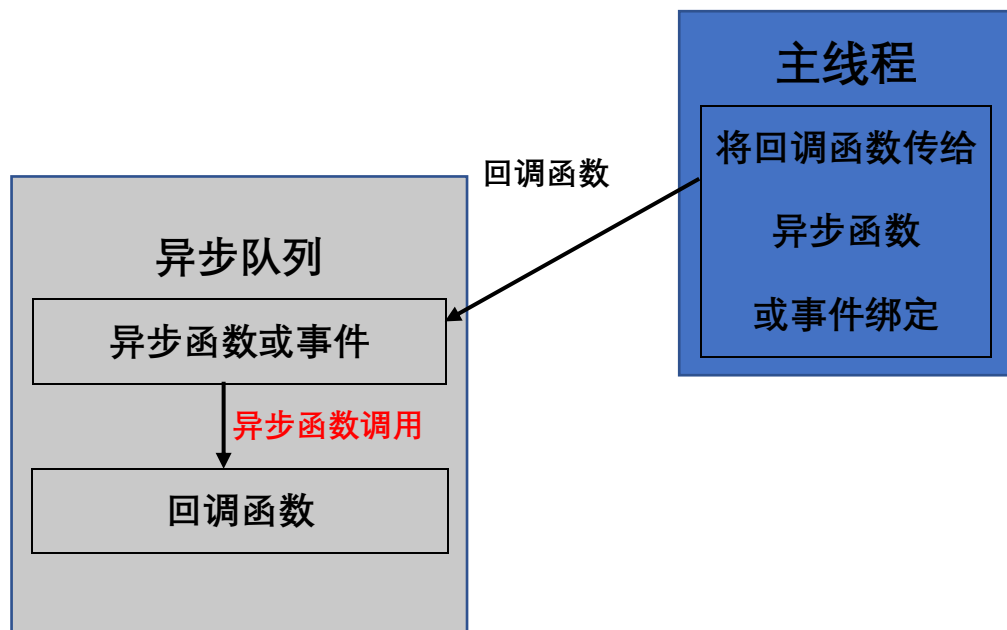 主线程
将回调函数传给
异步函数
或事件绑定
回调函数
异步队列
异步函数或事件
异步函数调用
回调函数